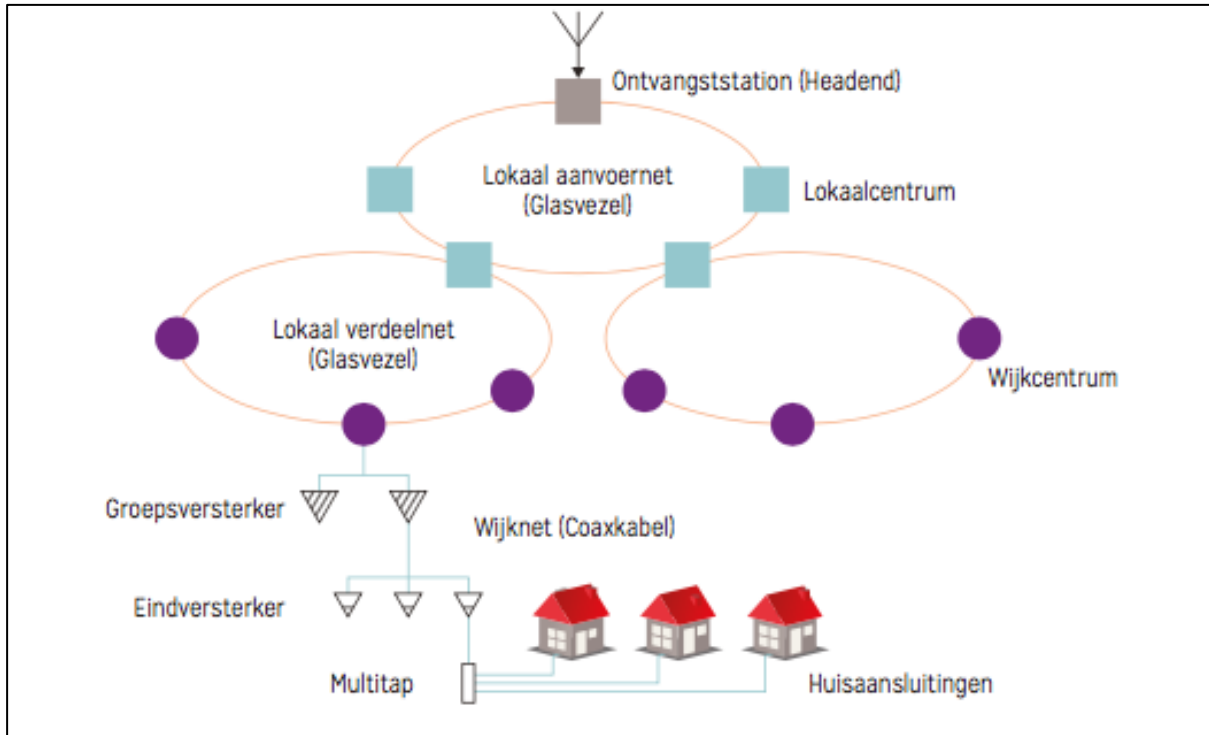 Ontvangststation (Headend)
Lokaal aanvoernet
(Glasvezel)
Lokaalcentrum
Lokaal verdeelnet
(Glasvezel)
Wijkcentrum
Groepsversterker
Wijknet (Coaxkabel)
Eindversterker
Multitap
Huisaansluitingen